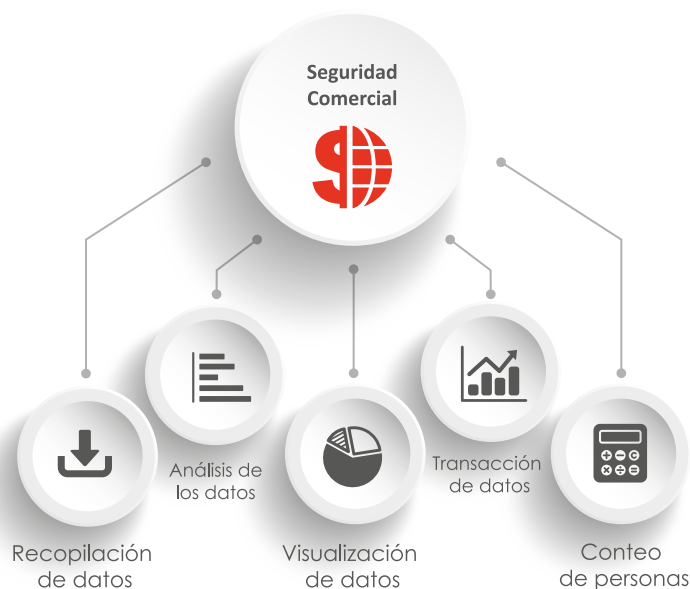 Seguridad
Comercial
Análisis de
los datos
Transacción
de datos
Recopilación
de datos
Visualización
de datos
Conteo
de personas